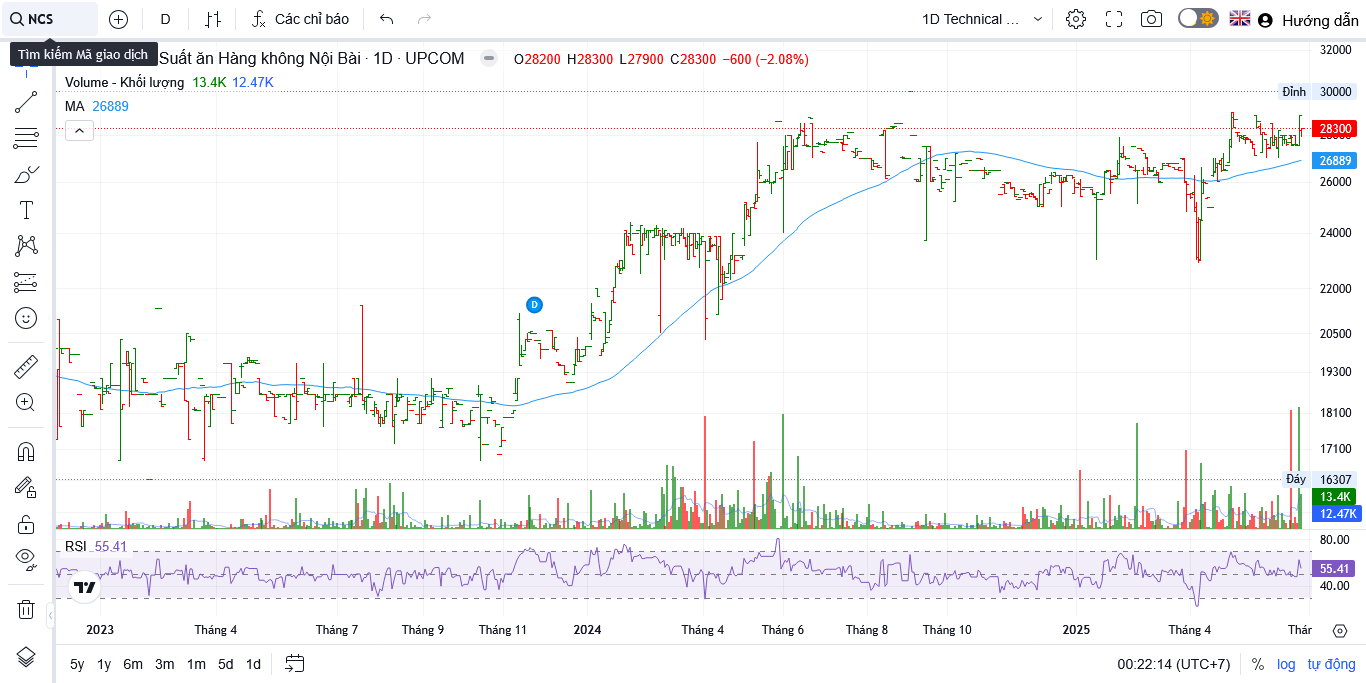 NCS D Các chỉ báo 1D Technical ... Hướng dẫn
Tìm kiếm Mã giao dịch
Suất ăn Hàng không Nội Bài · 1D · UPCOM O28200 H28300 L27900 C28300 −600 (−2.08%)
Volume - Khối lượng 13.4K 12.47K
MA 26889
32000
Đỉnh 30000
28300
26889
26000
24000
22000
20500
19300
18100
17100
Đáy 16307
13.4K
12.47K
D
RSI 55.41
80.00
55.41
40.00
2023 Tháng 4 Tháng 7 Tháng 9 Tháng 11 2024 Tháng 4 Tháng 6 Tháng 8 Tháng 10 2025 Tháng 4 Thár
5y 1y 6m 3m 1m 5d 1d 00:22:14 (UTC+7) % log tự động